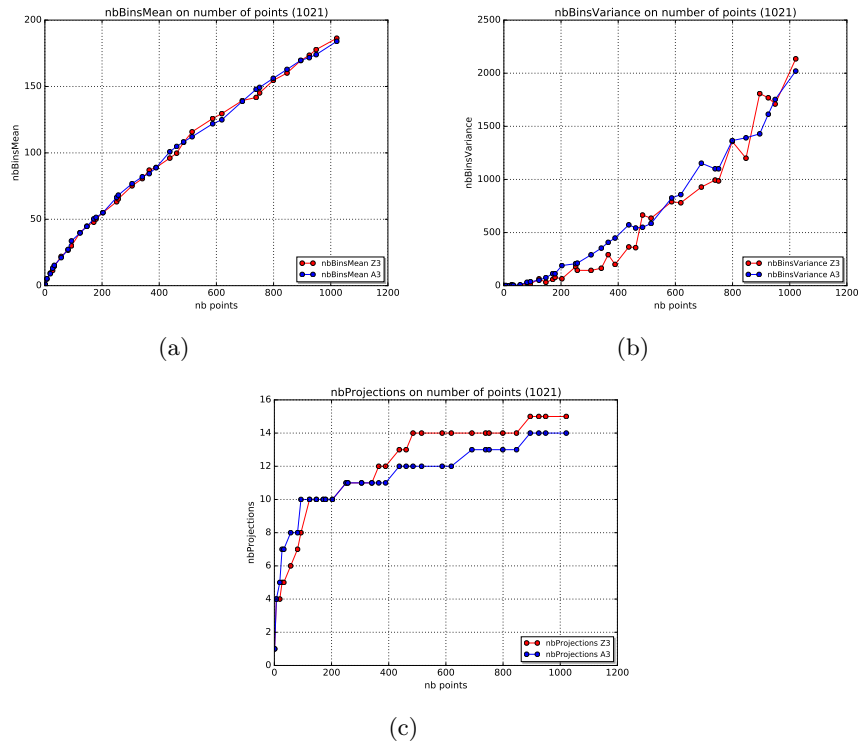 nbBinsMean on number of points (1021)
200
150
100
50
0
nbBinsMean
0 200 400 600 800 1000 1200
nb points
nbBinsMean Z3
nbBinsMean A3
(a)
nbBinsVariance on number of points (1021)
2500
2000
1500
1000
500
0
nbBinsVariance
0 200 400 600 800 1000 1200
nb points
nbBinsVariance Z3
nbBinsVariance A3
(b)
nbProjections on number of points (1021)
16
14
12
10
8
6
4
2
0
nbProjections
0 200 400 600 800 1000 1200
nb points
nbProjections Z3
nbProjections A3
(c)